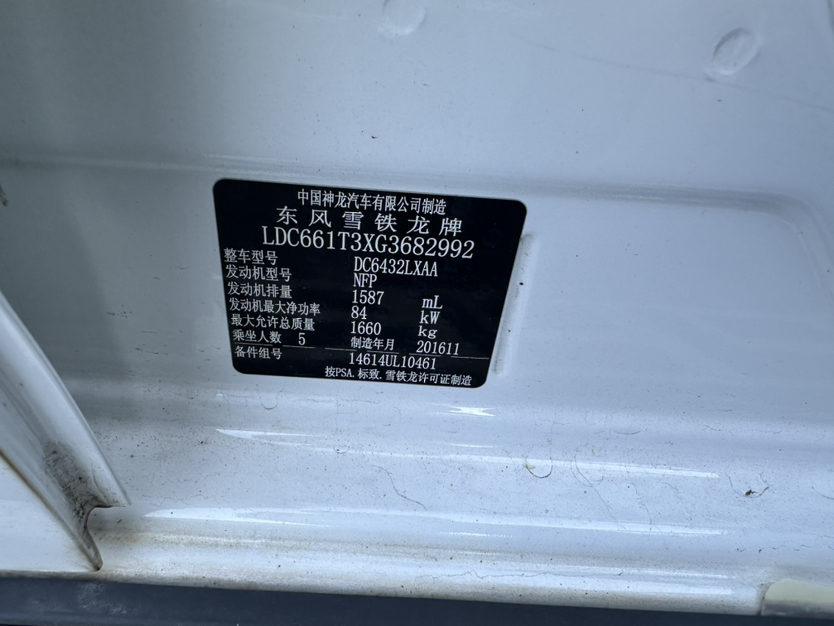 中国神龙汽车有限公司制造
东风雪铁龙牌
LDC661T3XG3682992
整车型号 DC6432LXAA
发动机型号 NFP
发动机排量 1587 mL
发动机最大净功率 84 kW
最大允许总质量 1660 kg
乘坐人数 5 制造年月 201611
备件组号 14614UL10461
按PSA.标致.雪铁龙许可证制造